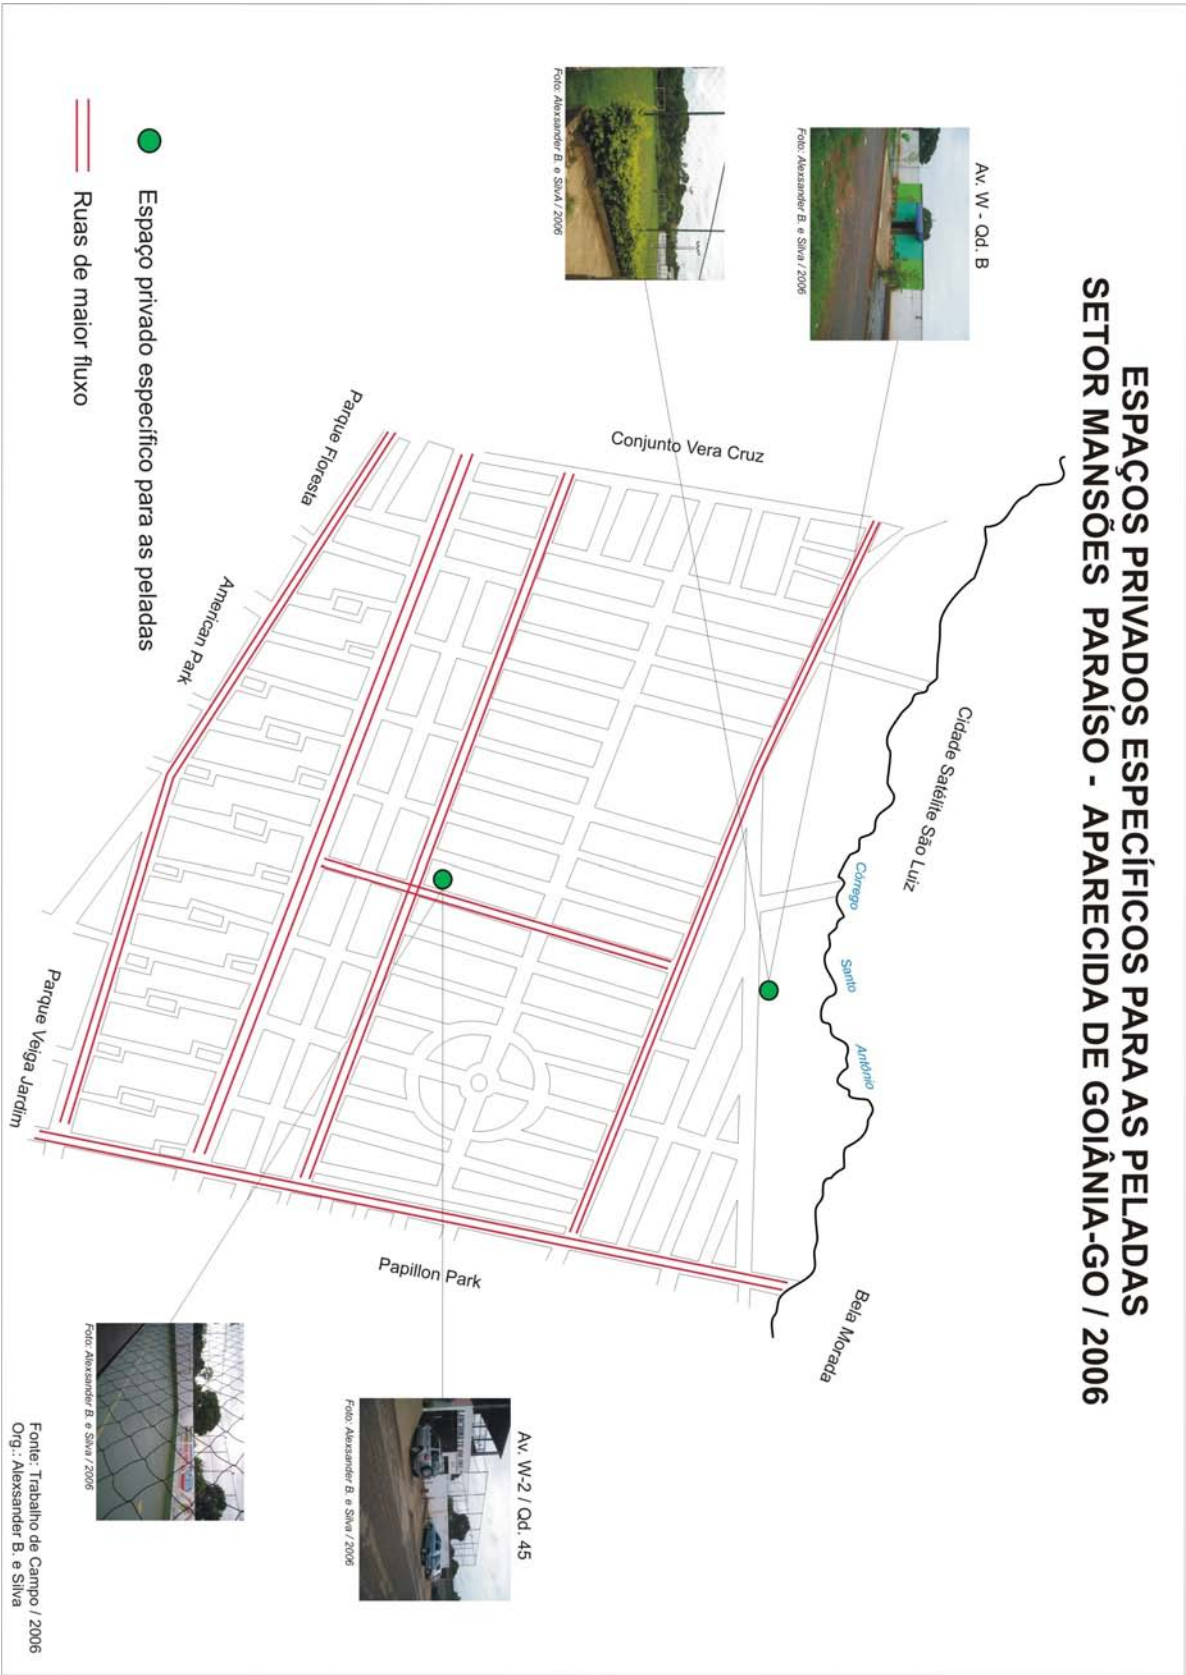 ESPAÇOS PRIVADOS ESPECÍFICOS PARA AS PELADAS
SETOR MANSÕES PARAÍSO - APARECIDA DE GOIÂNIA-GO / 2006
Av. W - Qd. B
Foto: Alexsander B. e Silva / 2006
Foto: Alexsander B. e SilvA / 2006
Conjunto Vera Cruz
Cidade Satélite São Luiz
Córrego
Santo
Antônio
Bela Morada
Parque Floresta
American Park
Parque Veiga Jardim
Papillon Park
Av. W-2 / Qd. 45
Foto: Alexsander B. e Silva / 2006
Foto: Alexsander B. e Silva / 2006
Espaço privado específico para as peladas
Ruas de maior fluxo
Fonte: Trabalho de Campo / 2006
Org.: Alexsander B. e Silva